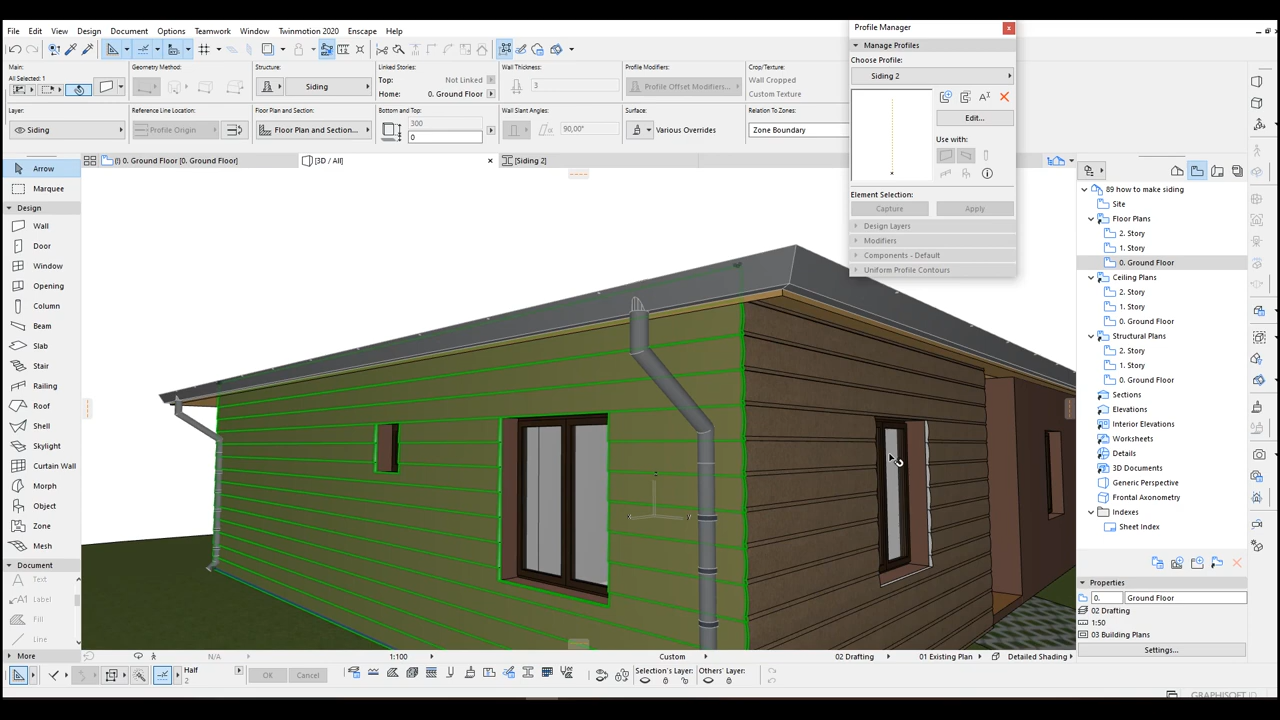 File Edit View Design Document Options Teamwork Window Twinmotion 2020 Enscape Help
Profile Manager
Manage Profiles
Choose Profile:
Siding 2
Edit...
Use with:
Element Selection:
Capture Apply
Design Layers
Modifiers
Components - Default
Uniform Profile Contours
Main:
All Selected: 1
Geometry Method:
Structure:
Siding
Linked Stories:
Top: Not Linked
Home: 0. Ground Floor
Wall Thickness:
3
Profile Modifiers:
Profile Offset Modifiers...
Crop/Texture
Wall Cropped
Custom Texture
Layer:
Siding
Reference Line Location:
Profile Origin
Floor Plan and Section:
Floor Plan and Section...
Bottom and Top:
300
0
Wall Slant Angles:
90,00°
Surface:
Various Overrides
Relation To Zones:
Zone Boundary
(!) 0. Ground Floor [0. Ground Floor]
[3D / All]
[Siding 2]
Arrow
Marquee
Design
Wall
Door
Window
Opening
Column
Beam
Slab
Stair
Railing
Roof
Shell
Skylight
Curtain Wall
Morph
Object
Zone
Mesh
Document
Text
Label
Fill
Line
More
89 how to make siding
Site
Floor Plans
2. Story
1. Story
0. Ground Floor
Ceiling Plans
2. Story
1. Story
0. Ground Floor
Structural Plans
2. Story
1. Story
0. Ground Floor
Sections
Elevations
Interior Elevations
Worksheets
Details
3D Documents
Generic Perspective
Frontal Axonometry
Indexes
Sheet Index
Properties
0. Ground Floor
02 Drafting
1:50
03 Building Plans
Settings...
N/A 1:100 Custom 02 Drafting 01 Existing Plan Detailed Shading
Half
2
OK Cancel
Selection's Layer: Others' Layer:
GRAPHISOFT ID